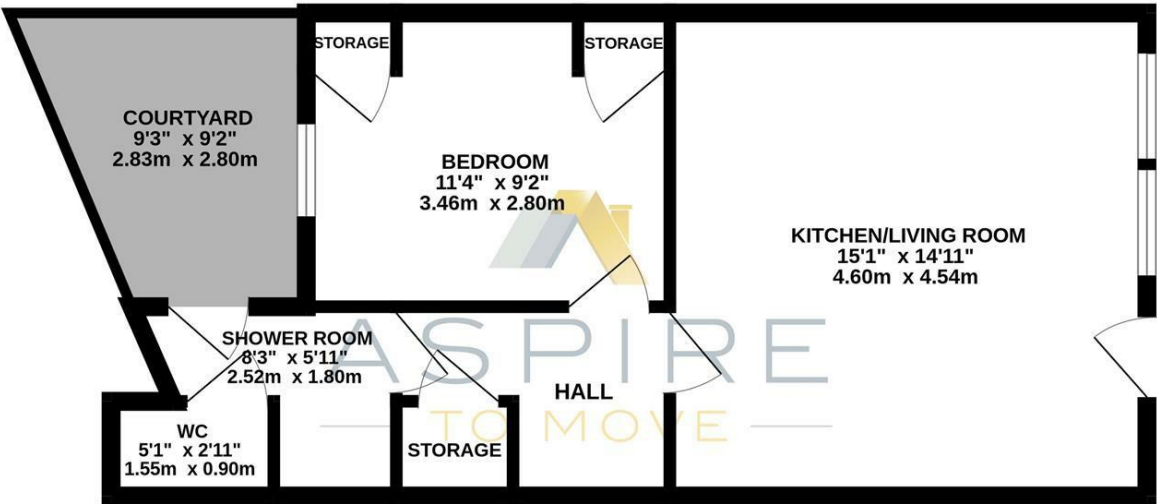 STORAGE
STORAGE
COURTYARD
9'3" x 9'2"
2.83m x 2.80m
BEDROOM
11'4" x 9'2"
3.46m x 2.80m
KITCHEN/LIVING ROOM
15'1" x 14'11"
4.60m x 4.54m
SHOWER ROOM
8'3" x 5'11"
2.52m x 1.80m
ASPIRE
TO MOVE
HALL
WC
5'1" x 2'11"
1.55m x 0.90m
STORAGE